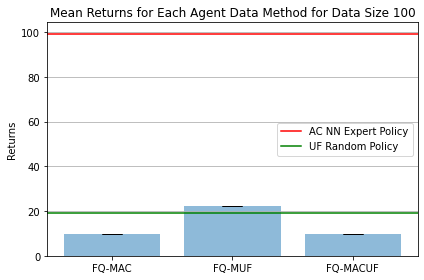 Mean Returns for Each Agent Data Method for Data Size 100
Returns
100
80
60
40
20
0
AC NN Expert Policy
UF Random Policy
FQ-MAC
FQ-MUF
FQ-MACUF